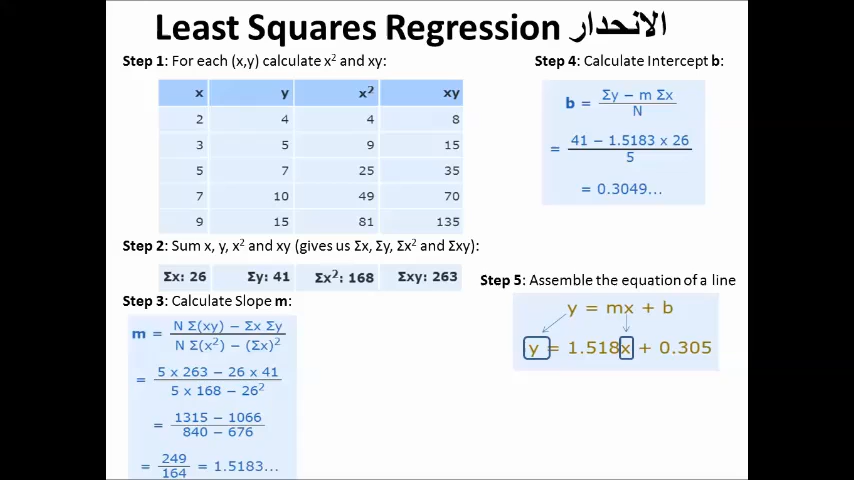 Least Squares Regression الانحدار
Step 1: For each (x,y) calculate x² and xy:
x y x² xy
2 4 4 8
3 5 9 15
5 7 25 35
7 10 49 70
9 15 81 135
Step 2: Sum x, y, x² and xy (gives us Σx, Σy, Σx² and Σxy):
Σx: 26 Σy: 41 Σx²: 168 Σxy: 263
Step 3: Calculate Slope m:
m = N Σ(xy) − Σx Σy
N Σ(x²) − (Σx)²
= 5 x 263 − 26 x 41
5 x 168 − 26²
= 1315 − 1066
840 − 676
= 249
164 = 1.5183...
Step 4: Calculate Intercept b:
b = Σy − m Σx
N
= 41 − 1.5183 x 26
5
= 0.3049...
Step 5: Assemble the equation of a line
y = mx + b
y = 1.518x + 0.305